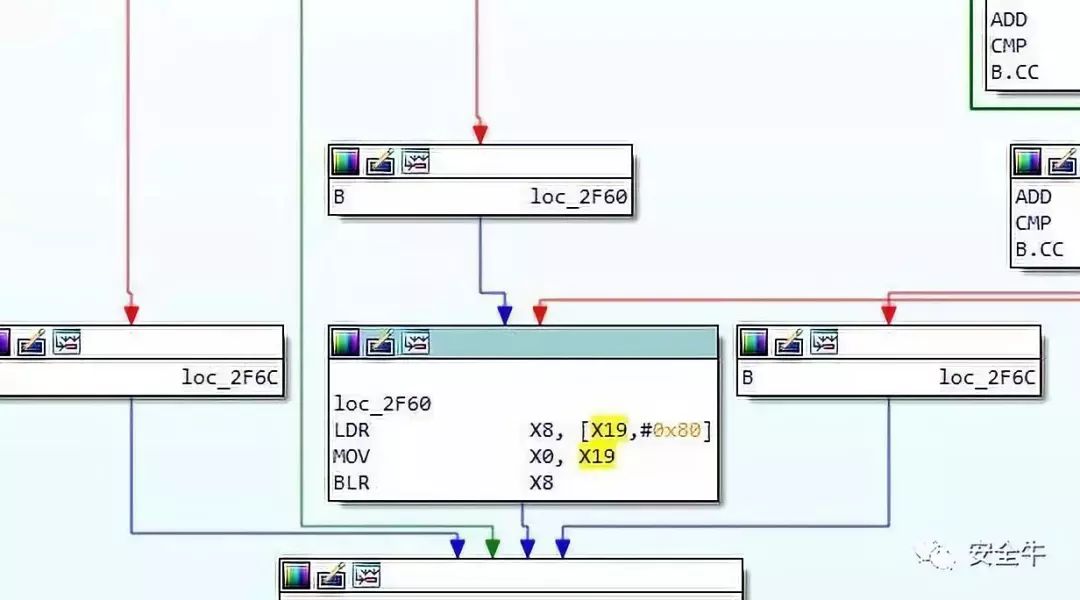 ADD
CMP
B.CC
B loc_2F60
ADD
CMP
B.CC
loc_2F6C
loc_2F60
LDR X8, [X19,#0x80]
MOV X0, X19
BLR X8
B loc_2F6C
安全牛